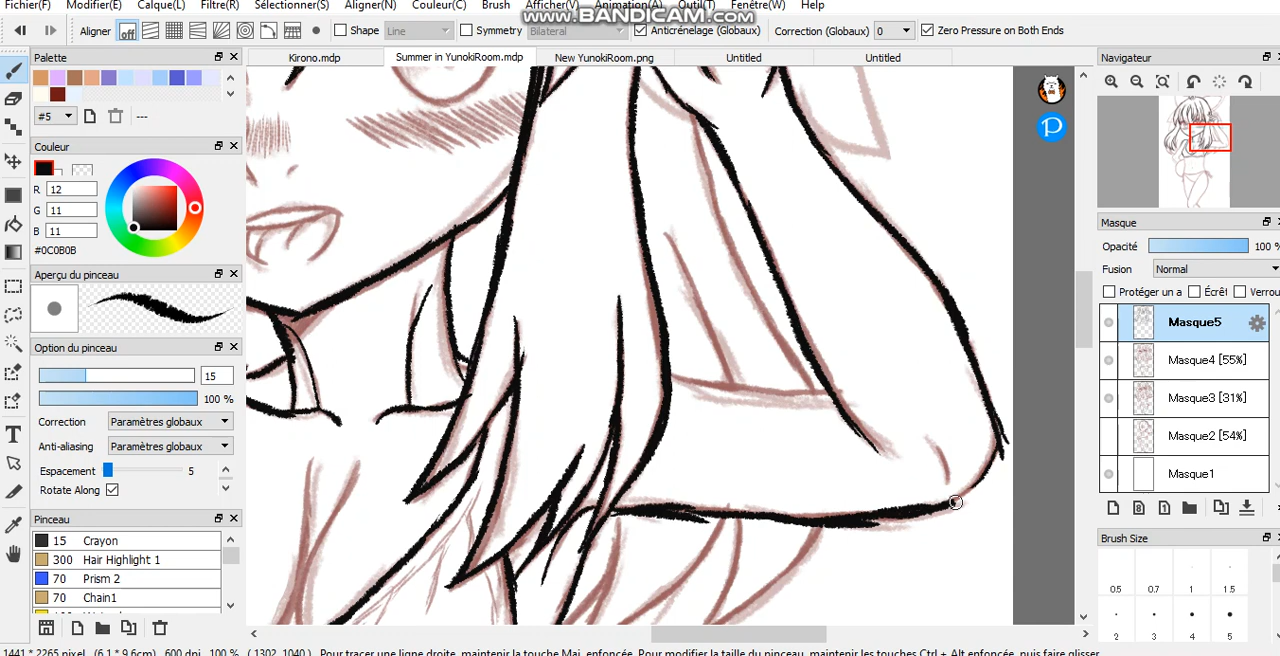 Fichier(F) Modifier(E) Calque(L) Filtre(R) Sélectionner(S) Aligner(N) Couleur(C) Brush Afficher(V) Animation(A) Outil(T) Fenêtre(W) Help
www.BANDICAM.com
Aligner off Shape Line Symmetry Bilateral Anticrénelage (Globaux) Correction (Globaux) 0 Zero Pressure on Both Ends
Palette
Kirono.mdp Summer in YunokiRoom.mdp New YunokiRoom.png Untitled Untitled
#5 ---
Couleur
R 12
G 11
B 11
#0C0B0B
Aperçu du pinceau
Option du pinceau
15
100 %
Correction Paramètres globaux
Anti-aliasing Paramètres globaux
Espacement 5
Rotate Along
Pinceau
15 Crayon
300 Hair Highlight 1
70 Prism 2
70 Chain1
Navigateur
Masque
Opacité 100 %
Fusion Normal
Protéger un a Écrêt Verrou
Masque5
Masque4 [55%]
Masque3 [31%]
Masque2 [54%]
Masque1
Brush Size
0.5 0.7 1 1.5
2 3 4 5
1441 * 2265 pixel (6.1 * 9.6cm) 600 dpi 100 % ( 1302, 1040 ) Pour tracer une ligne droite, maintenir la touche Maj. enfoncée. Pour modifier la taille du pinceau, maintenir les touches Ctrl + Alt enfoncée, puis faire glisser